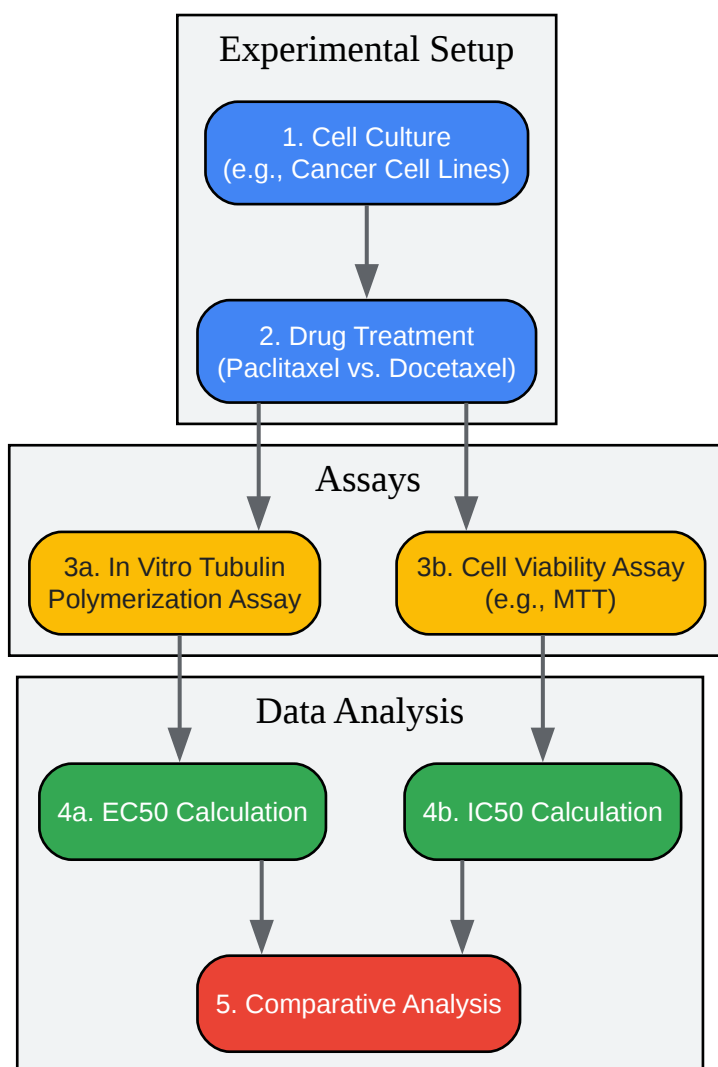 Experimental Setup
1. Cell Culture
(e.g., Cancer Cell Lines)
2. Drug Treatment
(Paclitaxel vs. Docetaxel)
Assays
3a. In Vitro Tubulin
Polymerization Assay
3b. Cell Viability Assay
(e.g., MTT)
Data Analysis
4a. EC50 Calculation
4b. IC50 Calculation
5. Comparative Analysis